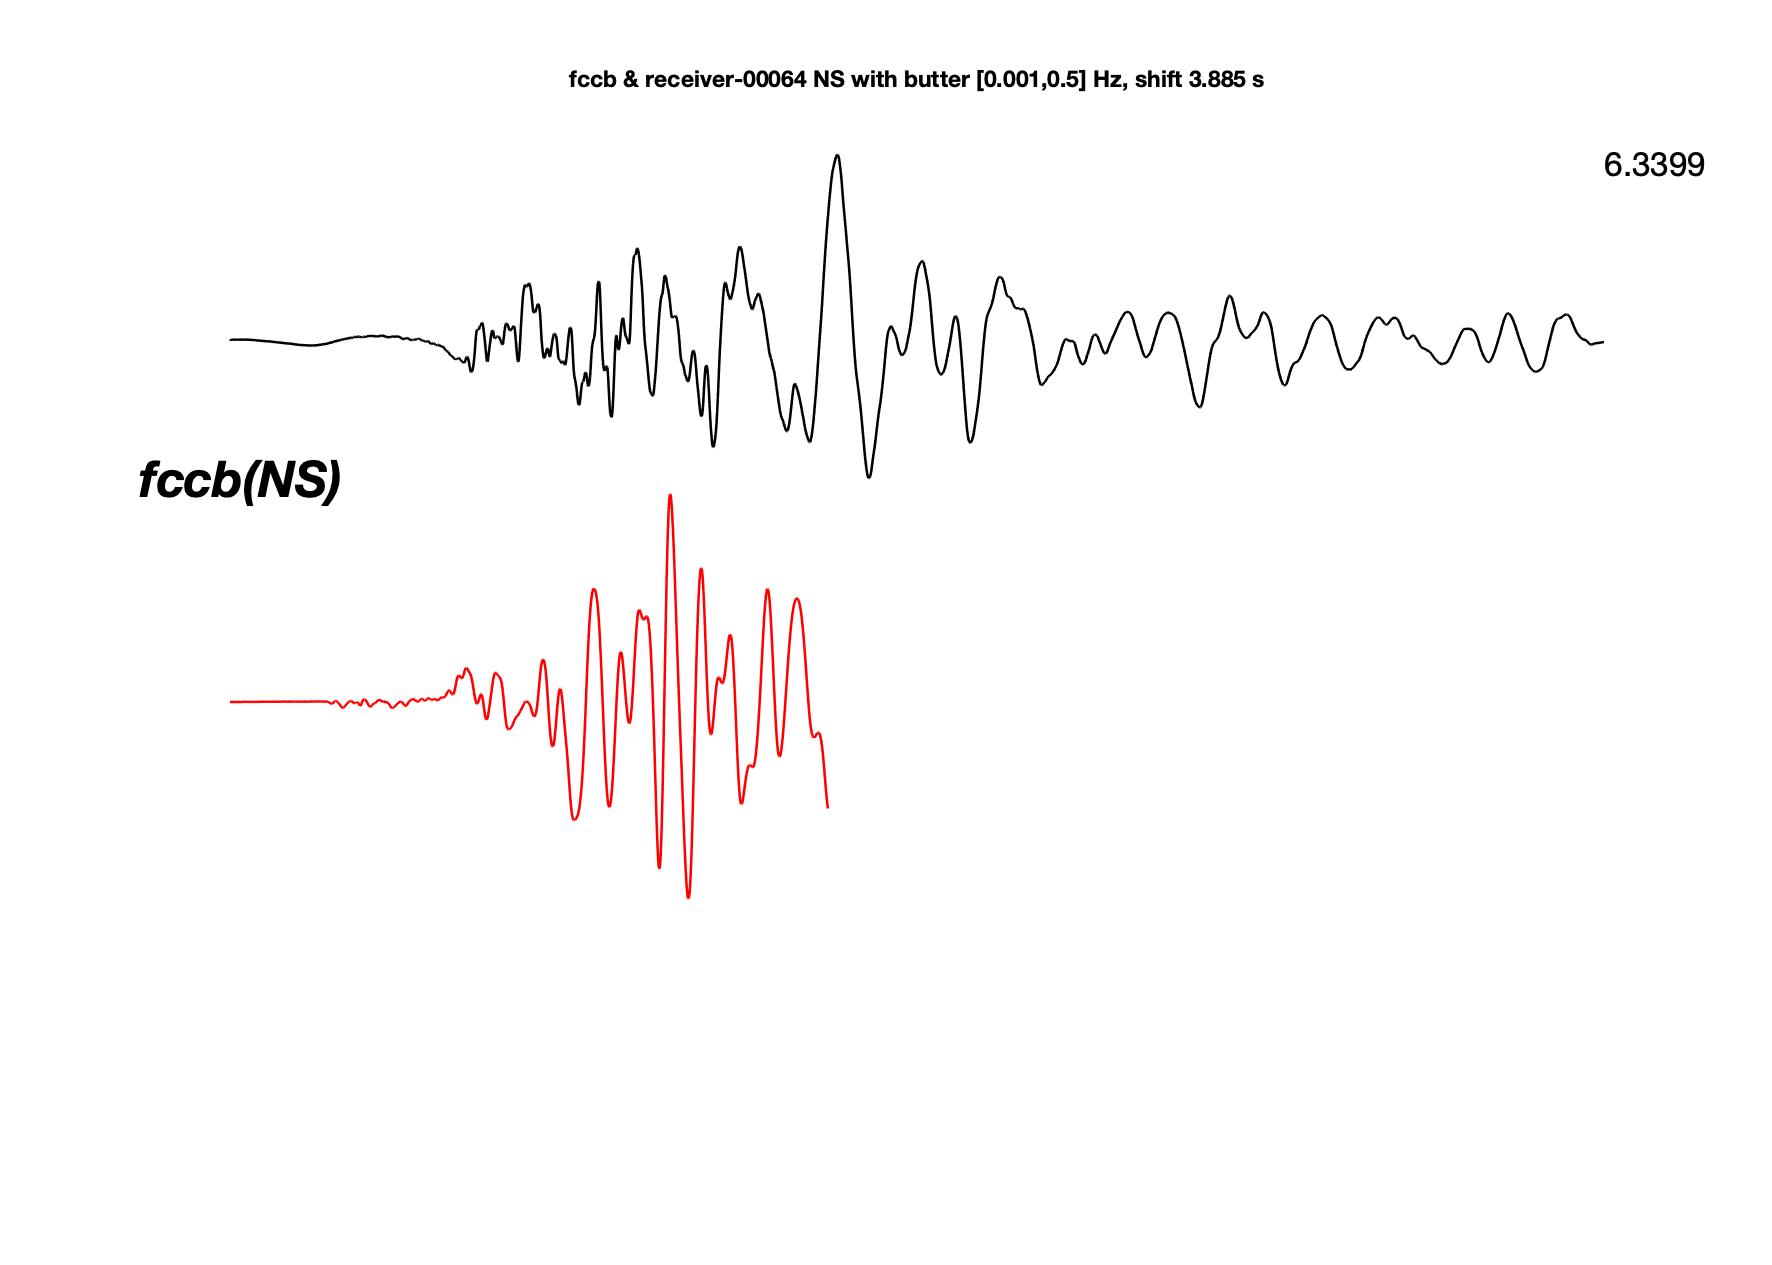 fccb & receiver-00064 NS with butter [0.001,0.5] Hz, shift 3.885 s
6.3399
fccb(NS)